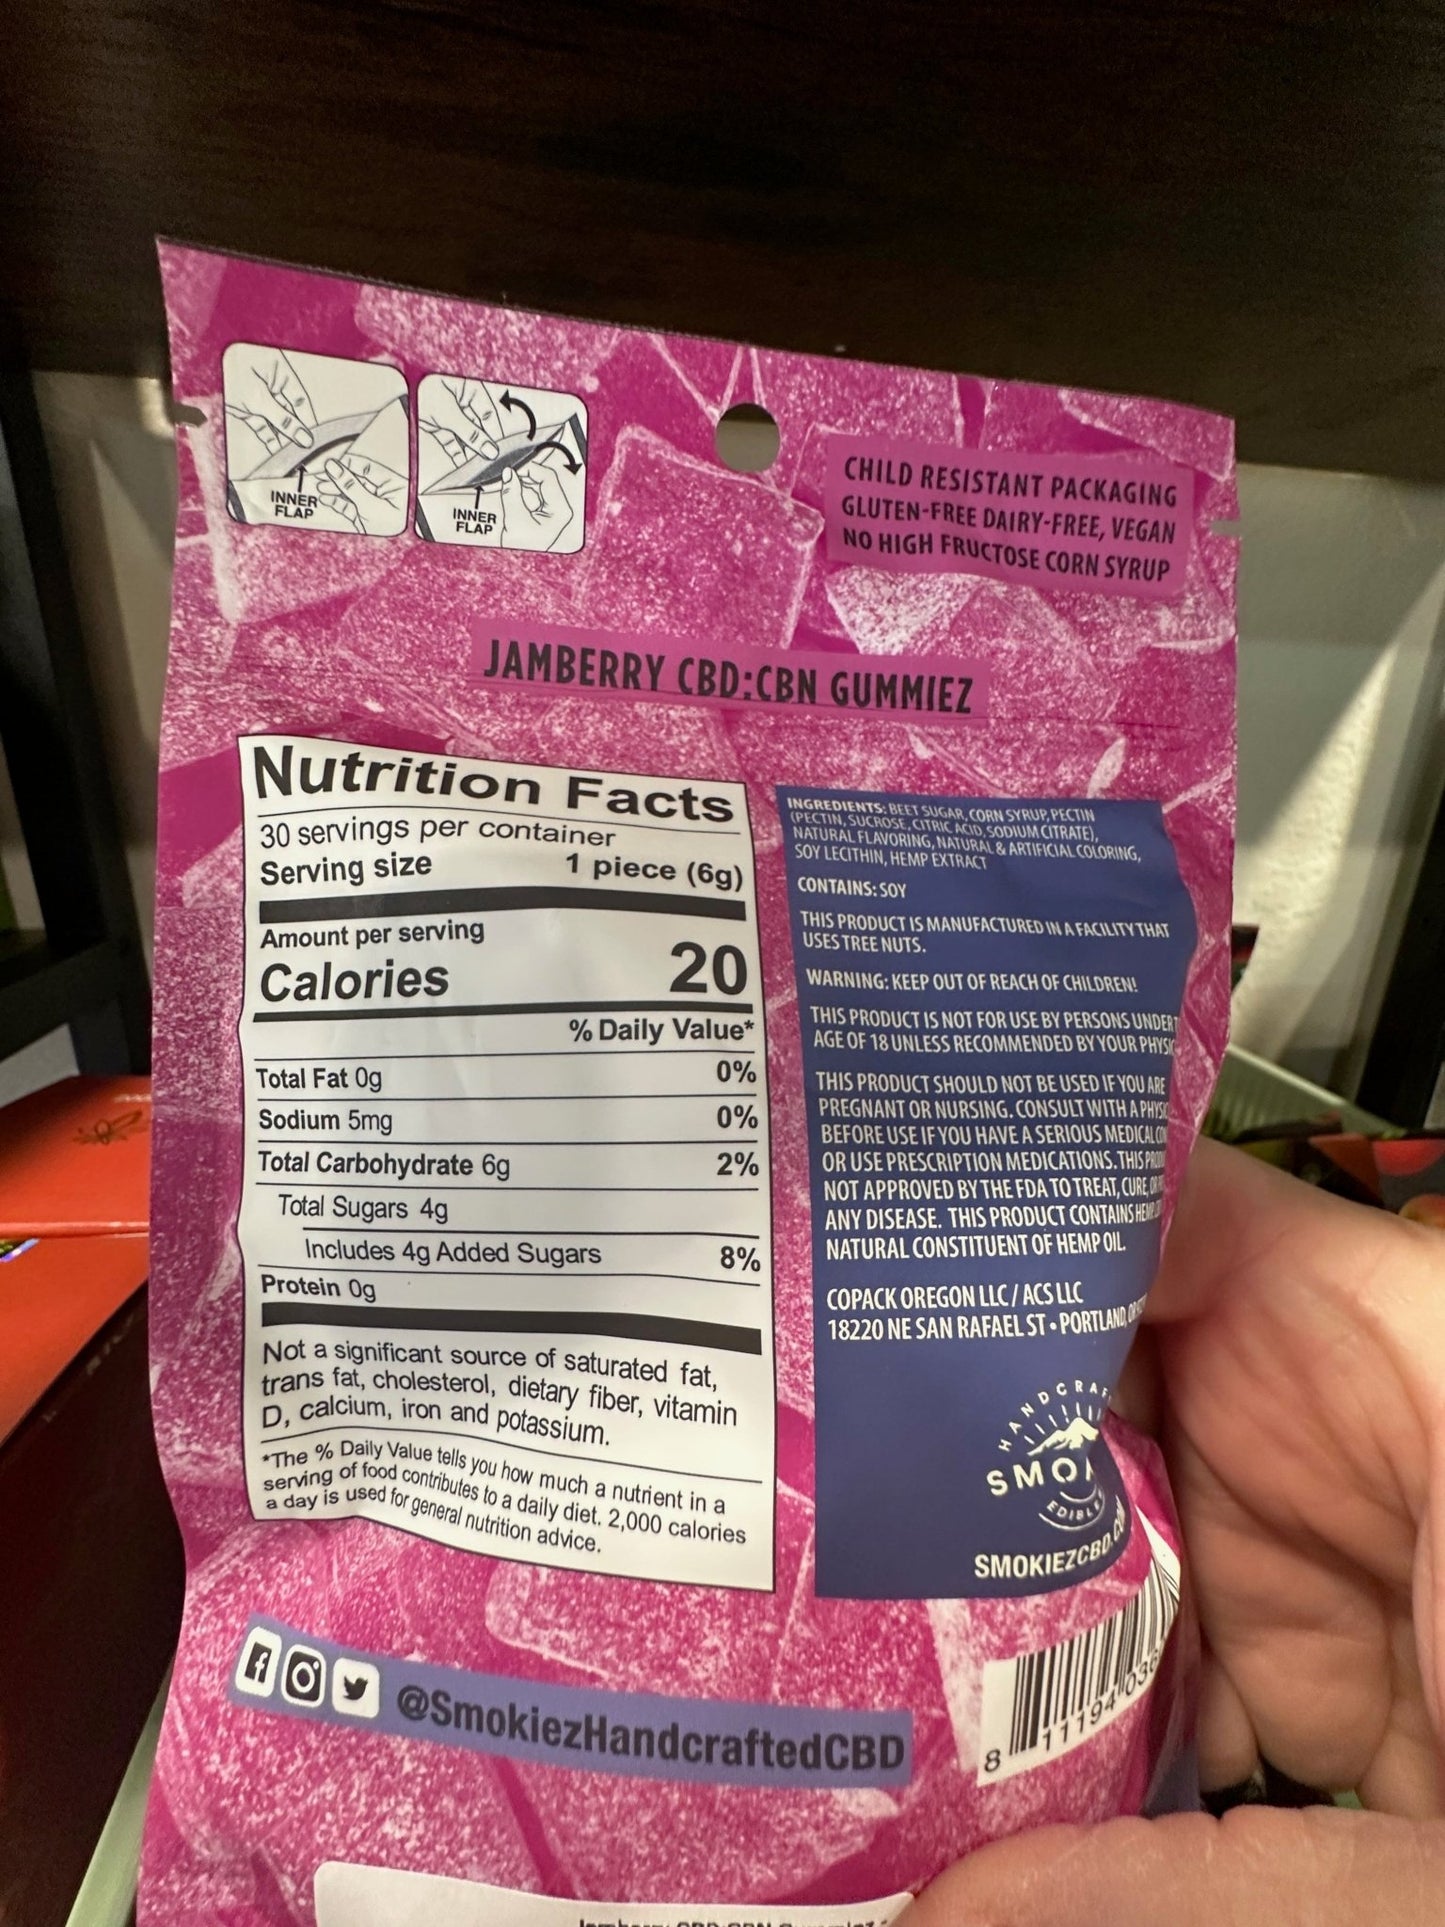 INNER
FLAP
INNER
FLAP
CHILD RESISTANT PACKAGING
GLUTEN-FREE DAIRY-FREE, VEGAN
NO HIGH FRUCTOSE CORN SYRUP
JAMBERRY CBD:CBN GUMMIEZ
Nutrition Facts
30 servings per container
Serving size 1 piece (6g)
Amount per serving
Calories 20
% Daily Value*
Total Fat 0g 0%
Sodium 5mg 0%
Total Carbohydrate 6g 2%
Total Sugars 4g
Includes 4g Added Sugars 8%
Protein 0g
Not a significant source of saturated fat,
trans fat, cholesterol, dietary fiber, vitamin
D, calcium, iron and potassium.
*The % Daily Value tells you how much a nutrient in a
serving of food contributes to a daily diet. 2,000 calories
a day is used for general nutrition advice.
INGREDIENTS: BEET SUGAR, CORN SYRUP, PECTIN
(PECTIN, SUCROSE, CITRIC ACID, SODIUM CITRATE),
NATURAL FLAVORING, NATURAL & ARTIFICIAL COLORING,
SOY LECITHIN, HEMP EXTRACT
CONTAINS: SOY
THIS PRODUCT IS MANUFACTURED IN A FACILITY THAT
USES TREE NUTS.
WARNING: KEEP OUT OF REACH OF CHILDREN!
THIS PRODUCT IS NOT FOR USE BY PERSONS UNDER
AGE OF 18 UNLESS RECOMMENDED BY YOUR
THIS PRODUCT SHOULD NOT BE USED IF YOU ARE
PREGNANT OR NURSING. CONSULT WITH A
BEFORE USE IF YOU HAVE A SERIOUS MEDICAL
OR USE PRESCRIPTION MEDICATIONS. THIS
NOT APPROVED BY THE FDA TO TREAT, CURE,
ANY DISEASE. THIS PRODUCT CONTAINS
NATURAL CONSTITUENT OF HEMP OIL.
COPACK OREGON LLC / ACS LLC
18220 NE SAN RAFAEL ST • PORTLAND,
@SmokiezHandcraftedCBD
8 11194 03